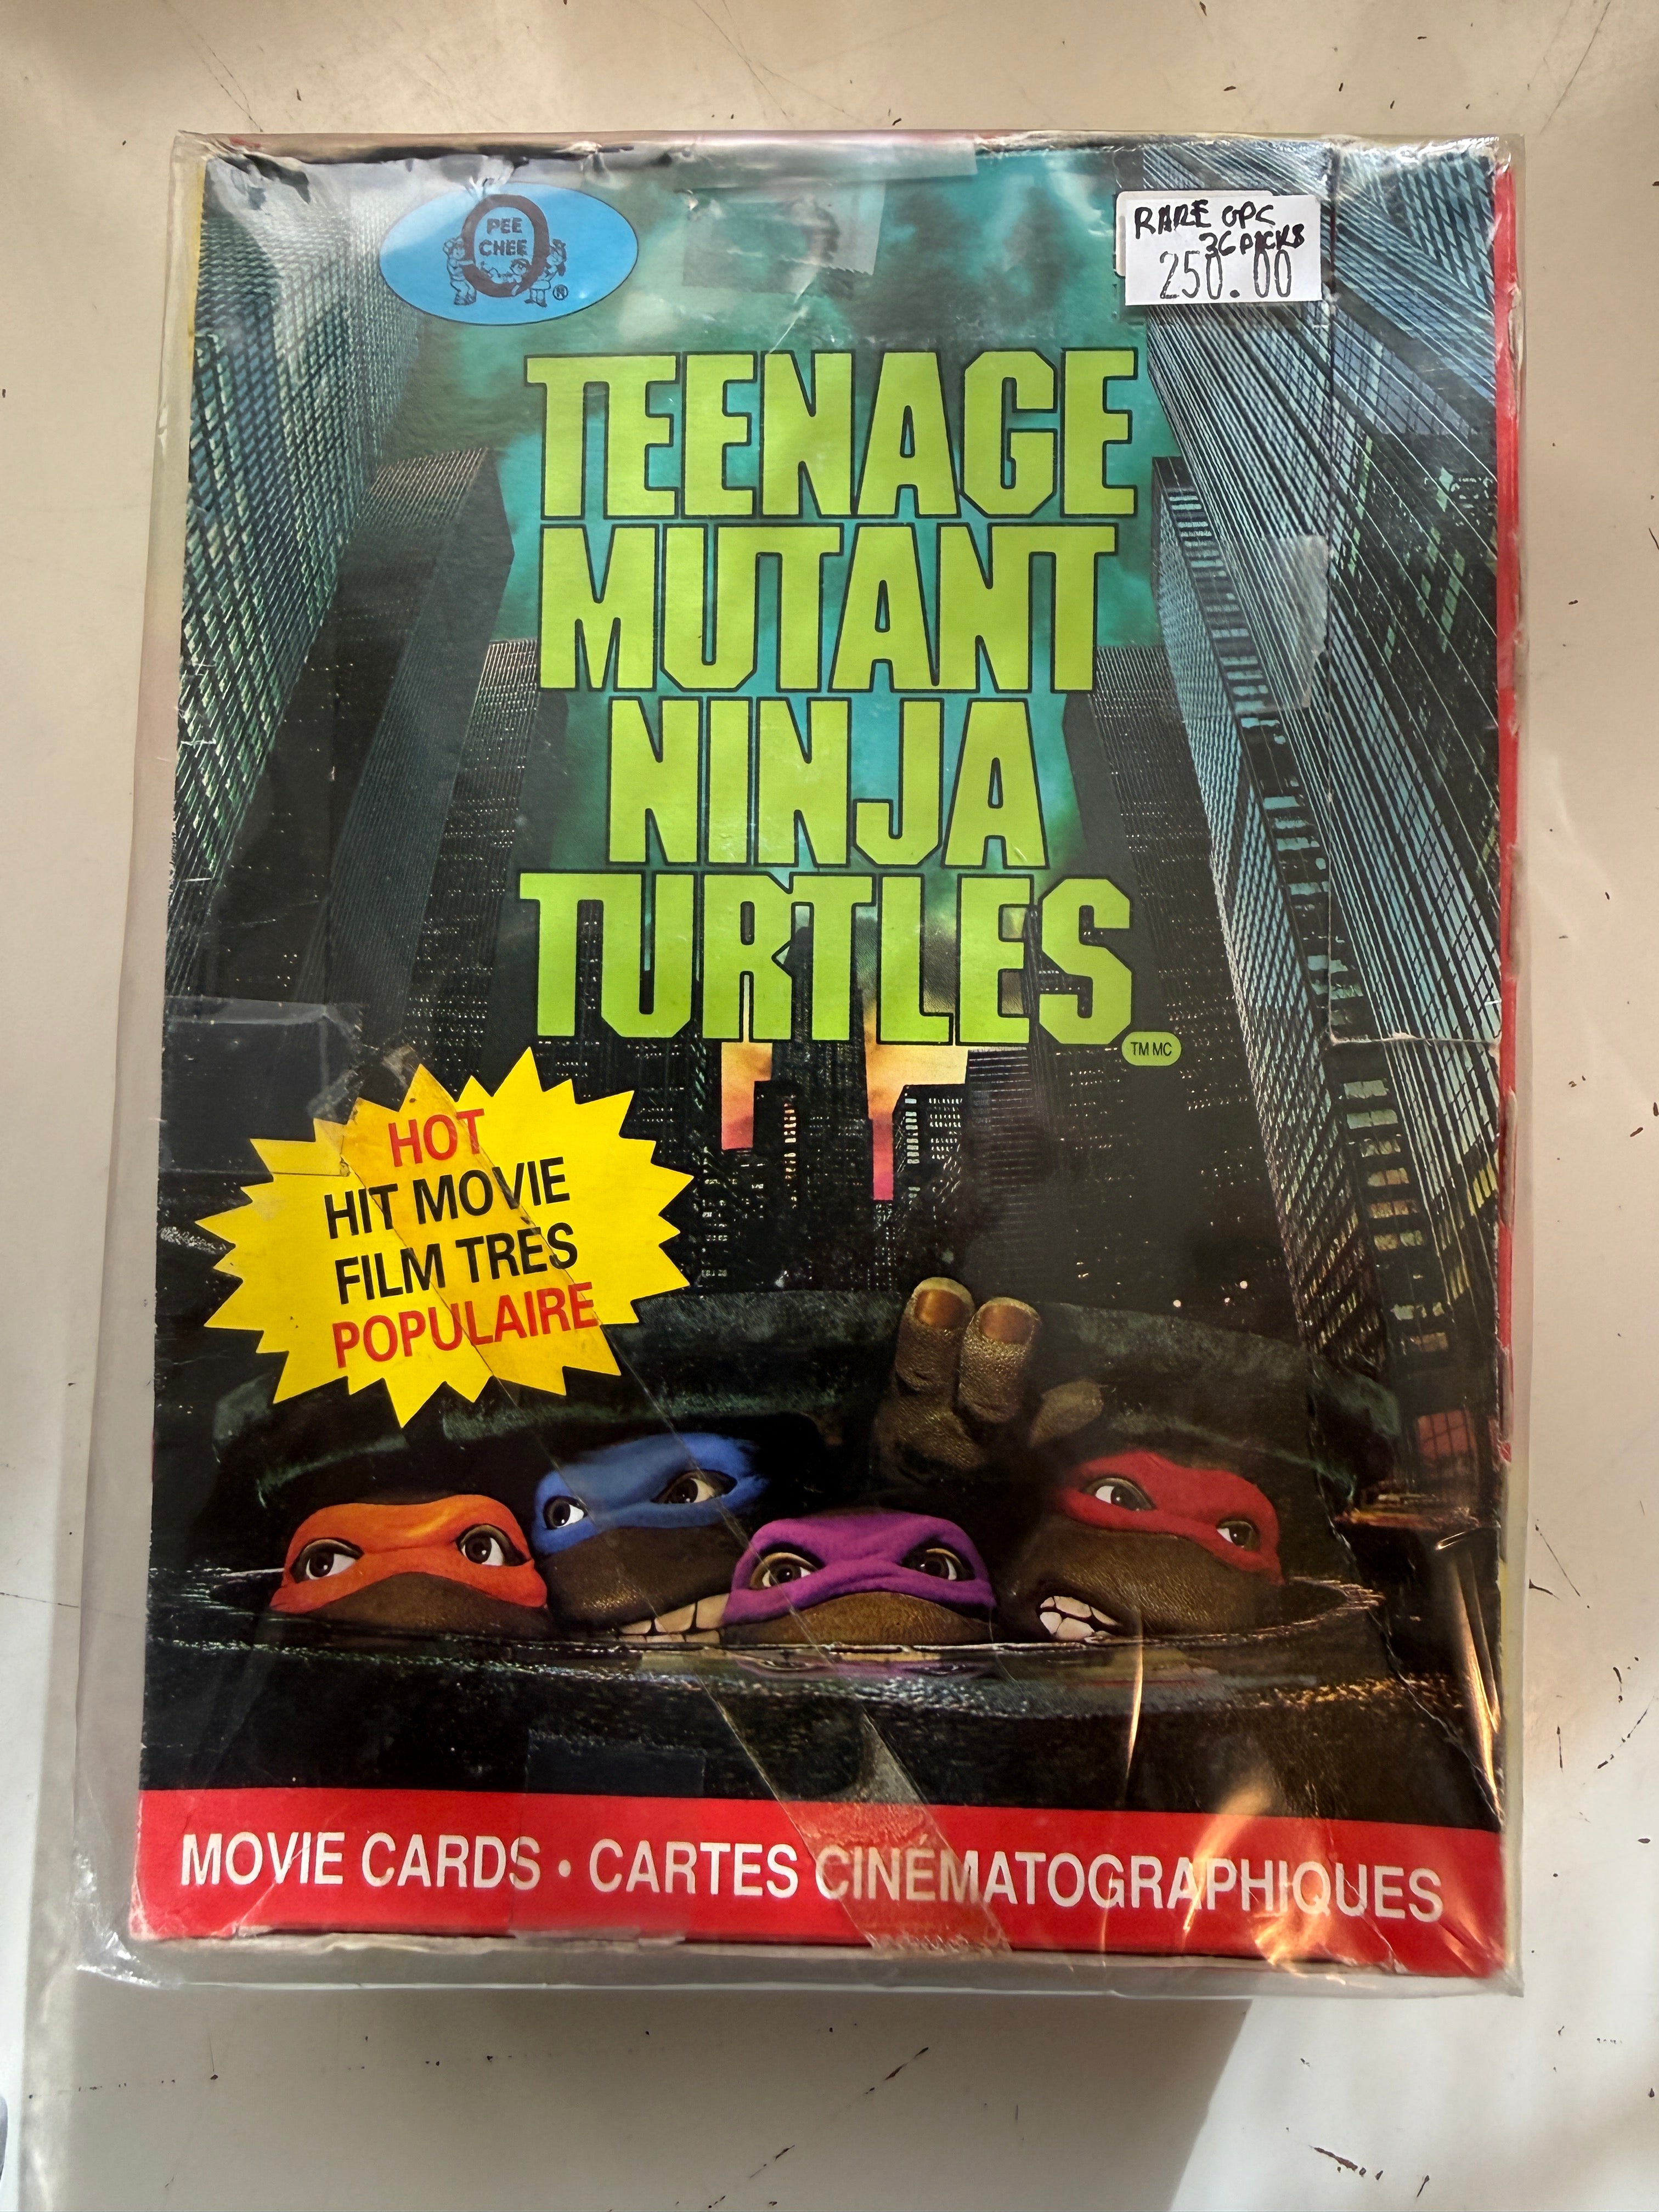 PEE
CHEE
®
RARE OPC
36 PACKS
250.00
TEENAGE
MUTANT
NINJA
TURTLES
TM MC
HOT
HIT MOVIE
FILM TRES
POPULAIRE
MOVIE CARDS • CARTES CINÉMATOGRAPHIQUES